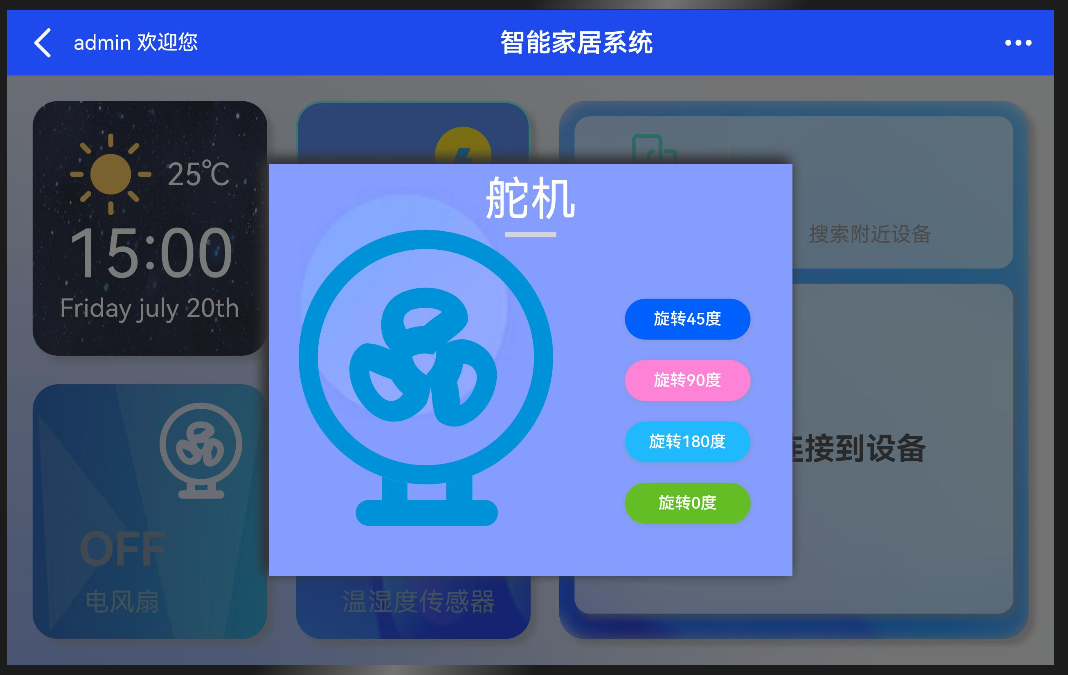 admin 欢迎您
智能家居系统
25℃
15:00
Friday july 20th
搜索附近设备
舵机
旋转45度
旋转90度
旋转180度
旋转0度
接到设备
OFF
电风扇
温湿度传感器